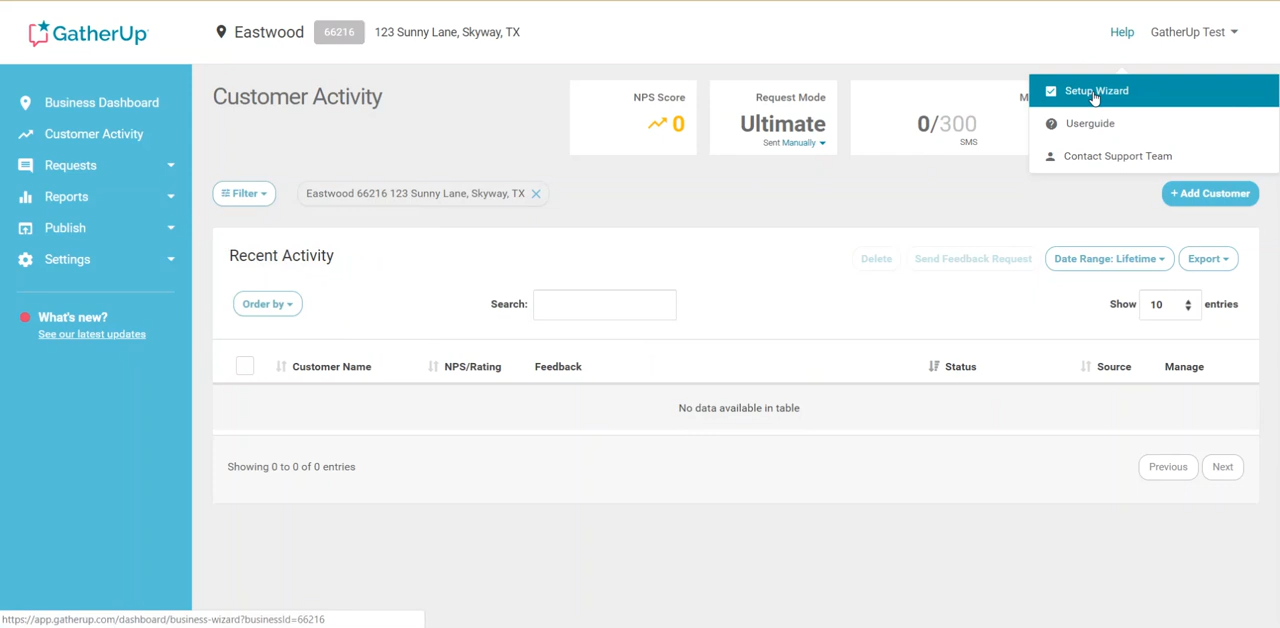 GatherUp
Eastwood 66216 123 Sunny Lane, Skyway, TX
Help GatherUp Test
Setup Wizard
Userguide
Contact Support Team
Business Dashboard
Customer Activity
Requests
Reports
Publish
Settings
What's new?
See our latest updates
Customer Activity
NPS Score
0
Request Mode
Ultimate
Sent Manually
M
0/300
SMS
Filter
Eastwood 66216 123 Sunny Lane, Skyway, TX
+ Add Customer
Recent Activity
Delete Send Feedback Request Date Range: Lifetime Export
Order by Search: Show 10 entries
Customer Name NPS/Rating Feedback Status Source Manage
No data available in table
Showing 0 to 0 of 0 entries
Previous Next
https://app.gatherup.com/dashboard/business-wizard?businessId=66216